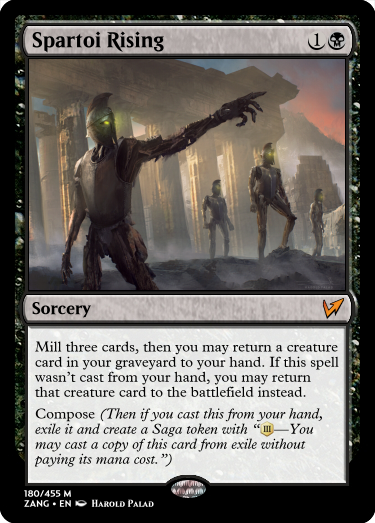 Spartoi Rising 1
Sorcery
Mill three cards, then you may return a creature
card in your graveyard to your hand. If this spell
wasn't cast from your hand, you may return
that creature card to the battlefield instead.
Compose (Then if you cast this from your hand,
exile it and create a Saga token with “III—You
may cast a copy of this card from exile without
paying its mana cost.”)
180/455 M
ZANG • EN Harold Palad